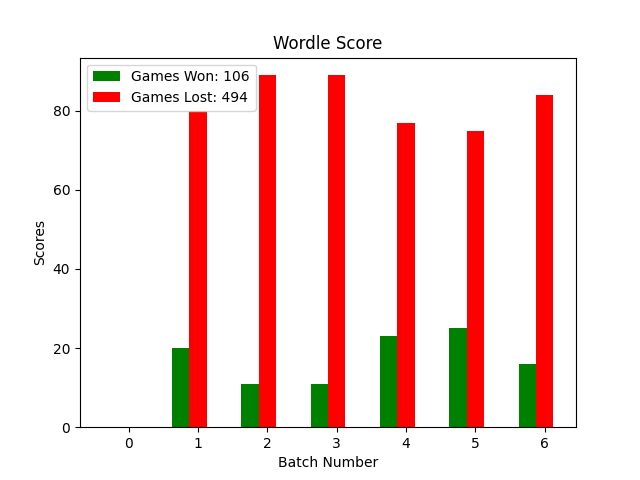 Wordle Score
Games Won: 106
Games Lost: 494
80
60
40
20
0
Scores
0 1 2 3 4 5 6
Batch Number